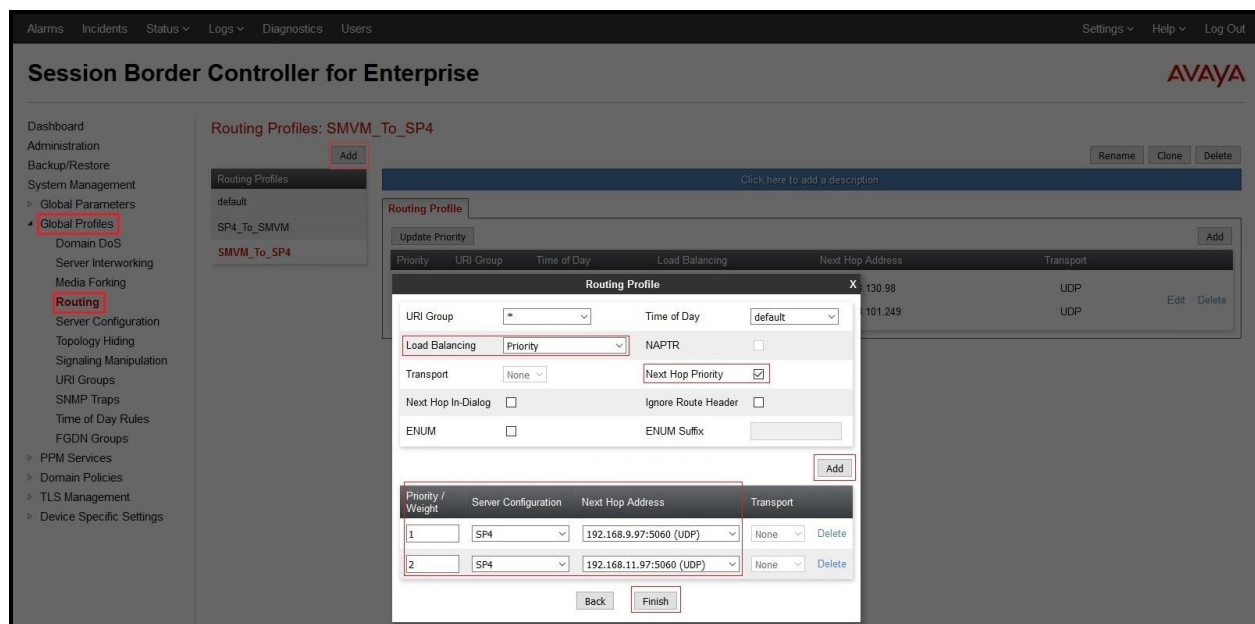 Alarms Incidents Status Logs Diagnostics Users Settings Help Log Out
Session Border Controller for Enterprise
AVAYA
Dashboard
Administration
Backup/Restore
System Management
Global Parameters
Global Profiles
Domain DoS
Server Interworking
Media Forking
Routing
Server Configuration
Topology Hiding
Signaling Manipulation
URI Groups
SNMP Traps
Time of Day Rules
FGDN Groups
PPM Services
Domain Policies
TLS Management
Device Specific Settings
Routing Profiles: SMVM_To_SP4
Add
Rename Clone Delete
Routing Profiles
default
SP4_To_SMVM
SMVM_To_SP4
Click here to add a description.
Routing Profile
Update Priority Add
Priority URI Group Time of Day Load Balancing Next Hop Address Transport
130.98 UDP
.101.249 UDP
Edit Delete
Routing Profile X
URI Group * Time of Day default
Load Balancing Priority NAPTR
Transport None Next Hop Priority
Next Hop In-Dialog Ignore Route Header
ENUM ENUM Suffix
Add
Priority / Weight Server Configuration Next Hop Address Transport
1 SP4 192.168.9.97:5060 (UDP) None Delete
2 SP4 192.168.11.97:5060 (UDP) None Delete
Back Finish